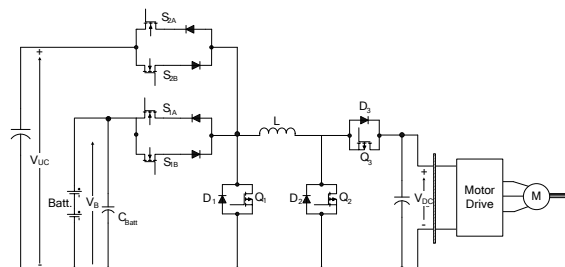 S2A
S2B
S1A
S1B
+
VUC
-
Batt.
VB
CBatt
L
D3
Q3
D1
Q1
D2
Q2
+
VDC
-
Motor
Drive
M